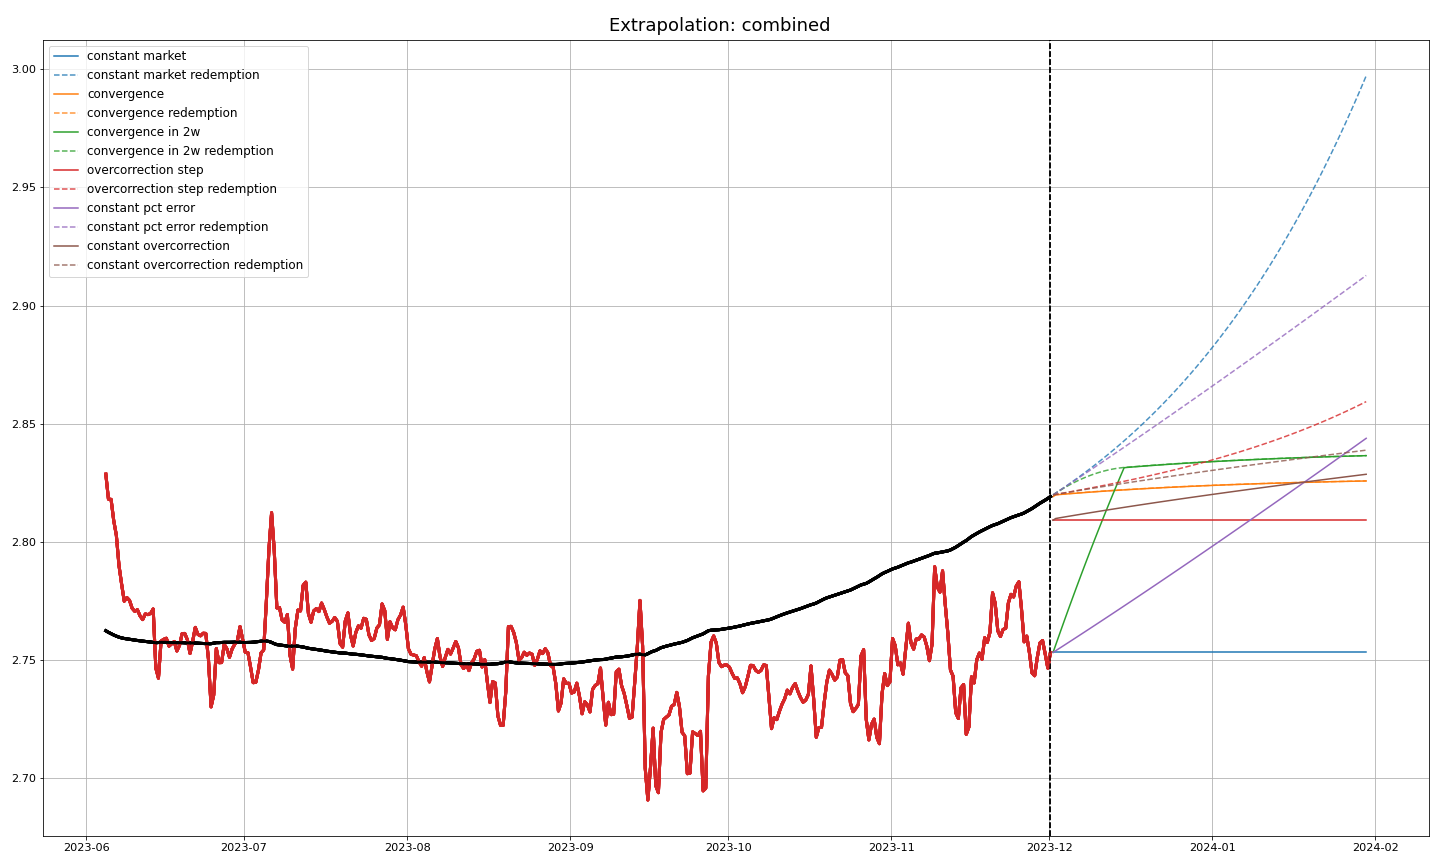 Extrapolation: combined
constant market
constant market redemption
convergence
convergence redemption
convergence in 2w
convergence in 2w redemption
overcorrection step
overcorrection step redemption
constant pct error
constant pct error redemption
constant overcorrection
constant overcorrection redemption
3.00
2.95
2.90
2.85
2.80
2.75
2.70
2023-06 2023-07 2023-08 2023-09 2023-10 2023-11 2023-12 2024-01 2024-02